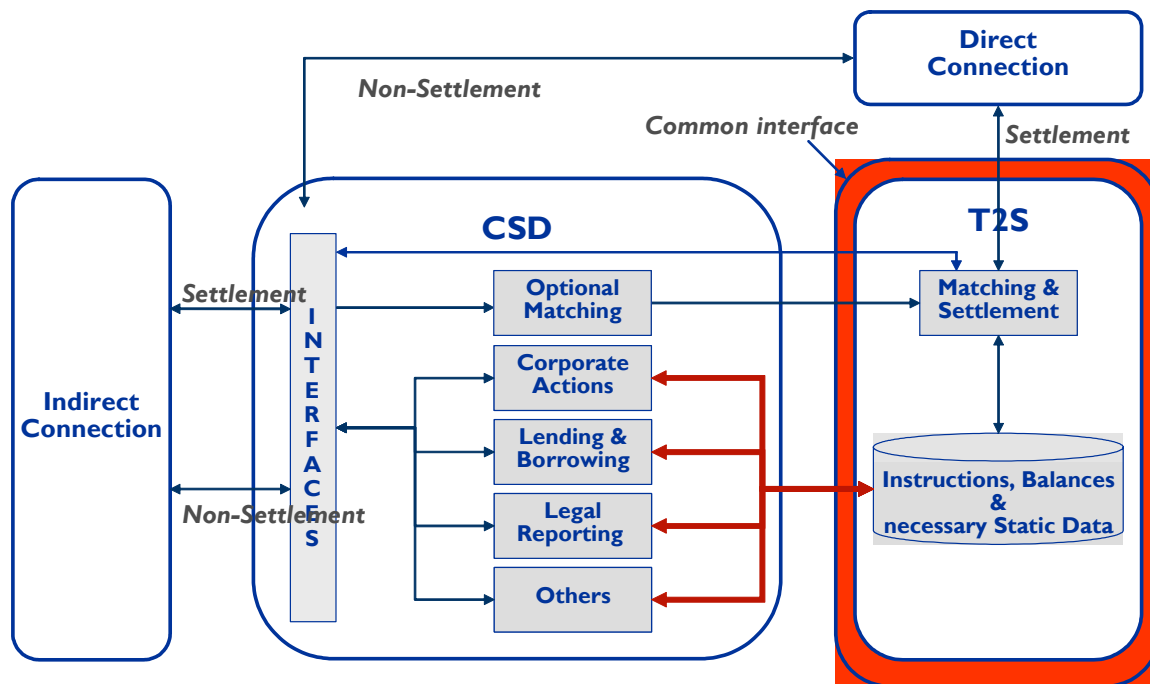 Direct
Connection
Non-Settlement
Common interface
Settlement
CSD
T2S
Settlement
INTERFACES
Optional
Matching
Matching &
Settlement
Corporate
Actions
Indirect
Connection
Lending &
Borrowing
Instructions, Balances
&
necessary Static Data
Non-Settlement
Legal
Reporting
Others